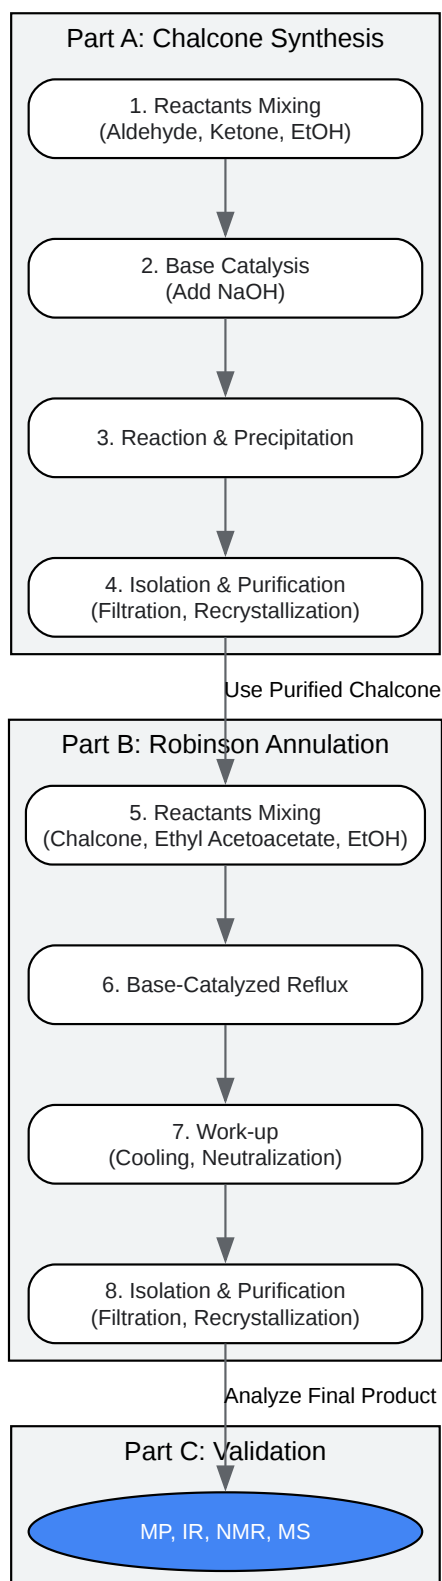 Part A: Chalcone Synthesis
1. Reactants Mixing
(Aldehyde, Ketone, EtOH)
2. Base Catalysis
(Add NaOH)
3. Reaction & Precipitation
4. Isolation & Purification
(Filtration, Recrystallization)
Use Purified Chalcone
Part B: Robinson Annulation
5. Reactants Mixing
(Chalcone, Ethyl Acetoacetate, EtOH)
6. Base-Catalyzed Reflux
7. Work-up
(Cooling, Neutralization)
8. Isolation & Purification
(Filtration, Recrystallization)
Analyze Final Product
Part C: Validation
MP, IR, NMR, MS